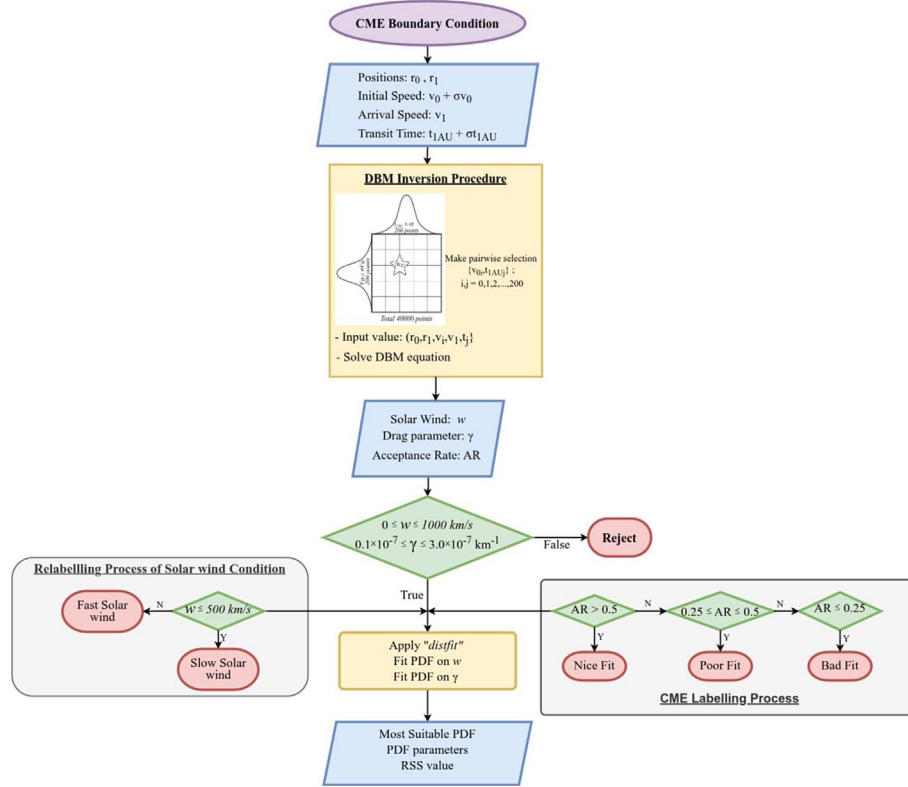 CME Boundary Condition
Positions: r₀ , r₁
Initial Speed: v₀ + σv₀
Arrival Speed: v₁
Transit Time: t₁AU + σt₁AU
DBM Inversion Procedure
200 points
200 points
Make pairwise selection
{v₀ᵢ,t₁AUⱼ} ;
i,j = 0,1,2,...,200
Total 40000 points
- Input value: (r₀,r₁,vᵢ,v₁,tⱼ}
- Solve DBM equation
Solar Wind: w
Drag parameter: γ
Acceptance Rate: AR
0 ≤ w ≤ 1000 km/s
0.1×10⁻⁷ ≤ γ ≤ 3.0×10⁻⁷ km⁻¹
False
Reject
True
Relabellling Process of Solar wind Condition
Fast Solar
wind
N
W ≤ 500 km/s
Y
Slow Solar
wind
AR > 0.5
N
0.25 ≤ AR ≤ 0.5
N
AR ≤ 0.25
Y
Y
Y
Nice Fit
Poor Fit
Bad Fit
CME Labelling Process
Apply "distfit"
Fit PDF on w
Fit PDF on γ
Most Suitable PDF
PDF parameters
RSS value